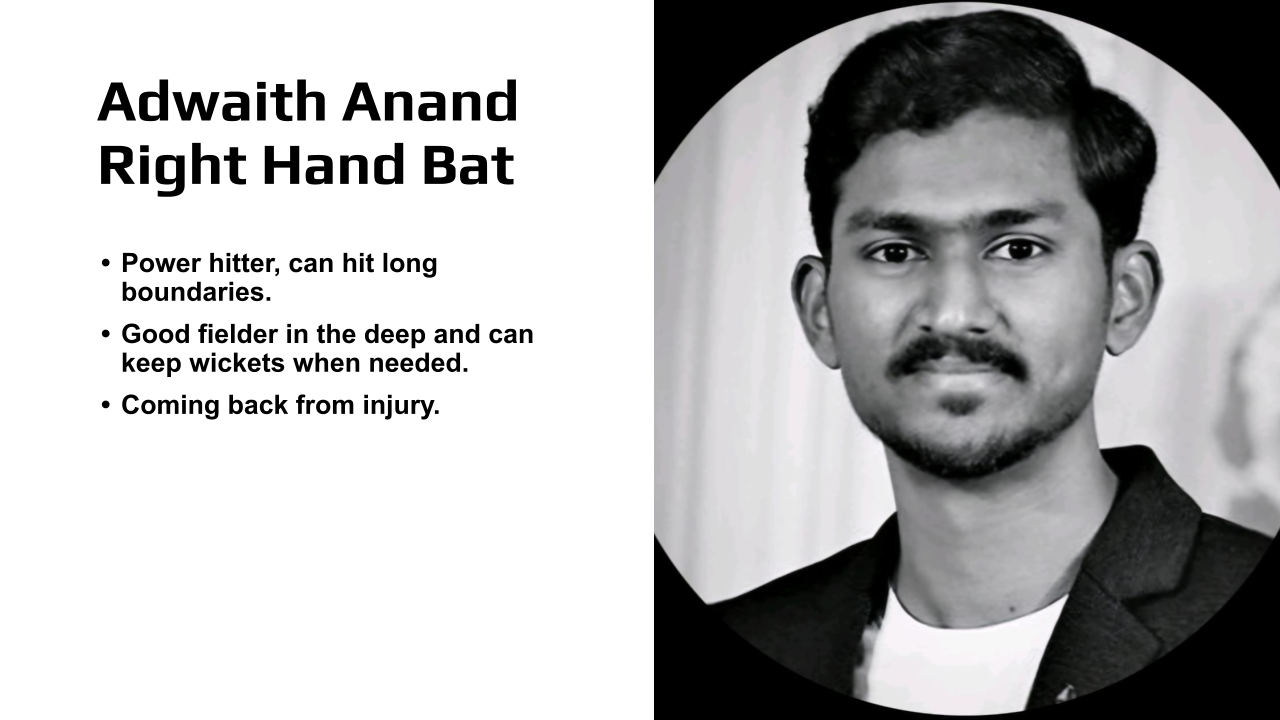 Adwaith Anand
Right Hand Bat
• Power hitter, can hit long
boundaries.
• Good fielder in the deep and can
keep wickets when needed.
• Coming back from injury.